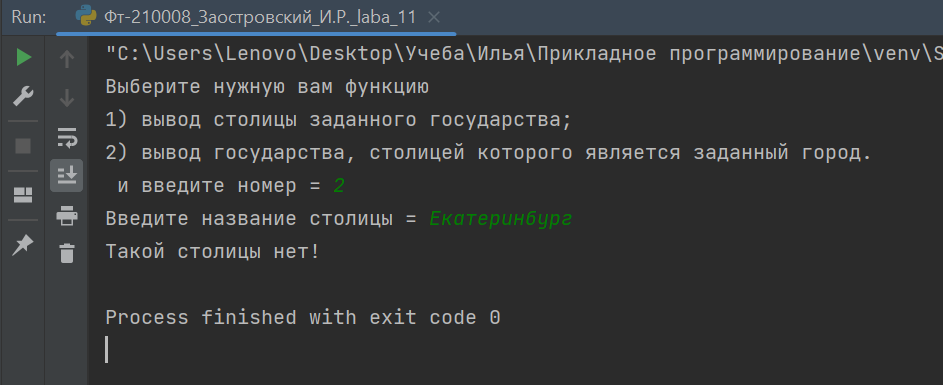 Run: Фт-210008_Заостровский_И.Р._laba_11
"C:\Users\Lenovo\Desktop\Учеба\Илья\Прикладное программирование\venv\S
Выберите нужную вам функцию
1) вывод столицы заданного государства;
2) вывод государства, столицей которого является заданный город.
и введите номер = 2
Введите название столицы = Екатеринбург
Такой столицы нет!
Process finished with exit code 0